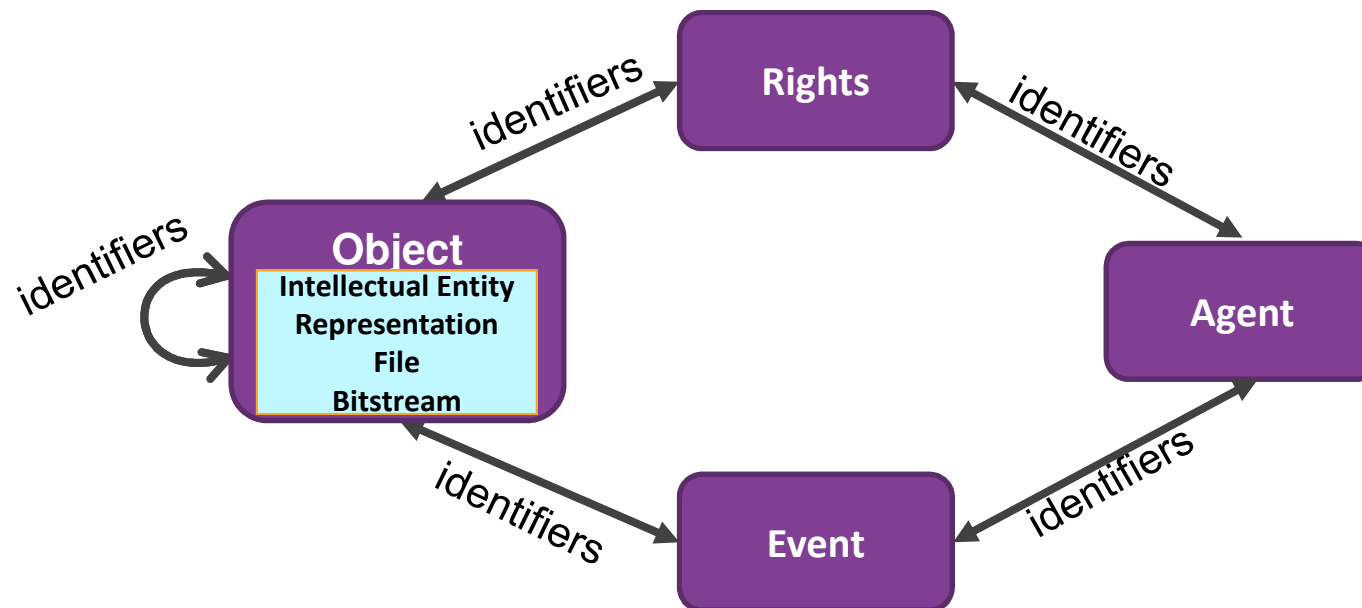 Rights
identifiers
identifiers
identifiers
Object
Intellectual Entity
Representation
File
Bitstream
Agent
identifiers
identifiers
Event